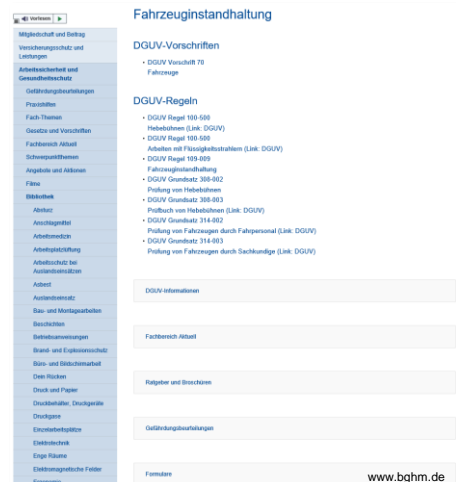 Vorlesen
Mitgliedschaft und Beitrag
Versicherungsschutz und
Leistungen
Arbeitssicherheit und
Gesundheitsschutz
Gefährdungsbeurteilungen
Praxishilfen
Fach-Themen
Gesetze und Vorschriften
Fachbereich Aktuell
Schwerpunktthemen
Angebote und Aktionen
Filme
Bibliothek
Absturz
Anschlagmittel
Arbeitsmedizin
Arbeitsplatzlüftung
Arbeitsschutz bei
Auslandseinsätzen
Asbest
Auslandseinsatz
Bau- und Montagearbeiten
Beschichten
Betriebsanweisungen
Brand- und Explosionsschutz
Büro- und Bildschirmarbeit
Dein Rücken
Druck und Papier
Druckbehälter, Druckgeräte
Druckgase
Einzelarbeitsplätze
Elektrotechnik
Enge Räume
Elektromagnetische Felder
Ergonomie
Fahrzeuginstandhaltung
DGUV-Vorschriften
• DGUV Vorschrift 70
Fahrzeuge
DGUV-Regeln
• DGUV Regel 100-500
Hebebühnen (Link: DGUV)
• DGUV Regel 100-500
Arbeiten mit Flüssigkeitsstrahlern (Link: DGUV)
• DGUV Regel 109-009
Fahrzeuginstandhaltung
• DGUV Grundsatz 308-002
Prüfung von Hebebühnen
• DGUV Grundsatz 308-003
Prüfbuch von Hebebühnen (Link: DGUV)
• DGUV Grundsatz 314-002
Prüfung von Fahrzeugen durch Fahrpersonal (Link: DGUV)
• DGUV Grundsatz 314-003
Prüfung von Fahrzeugen durch Sachkundige (Link: DGUV)
DGUV-Informationen
Fachbereich Aktuell
Ratgeber und Broschüren
Gefährdungsbeurteilungen
Formulare
www.bghm.de